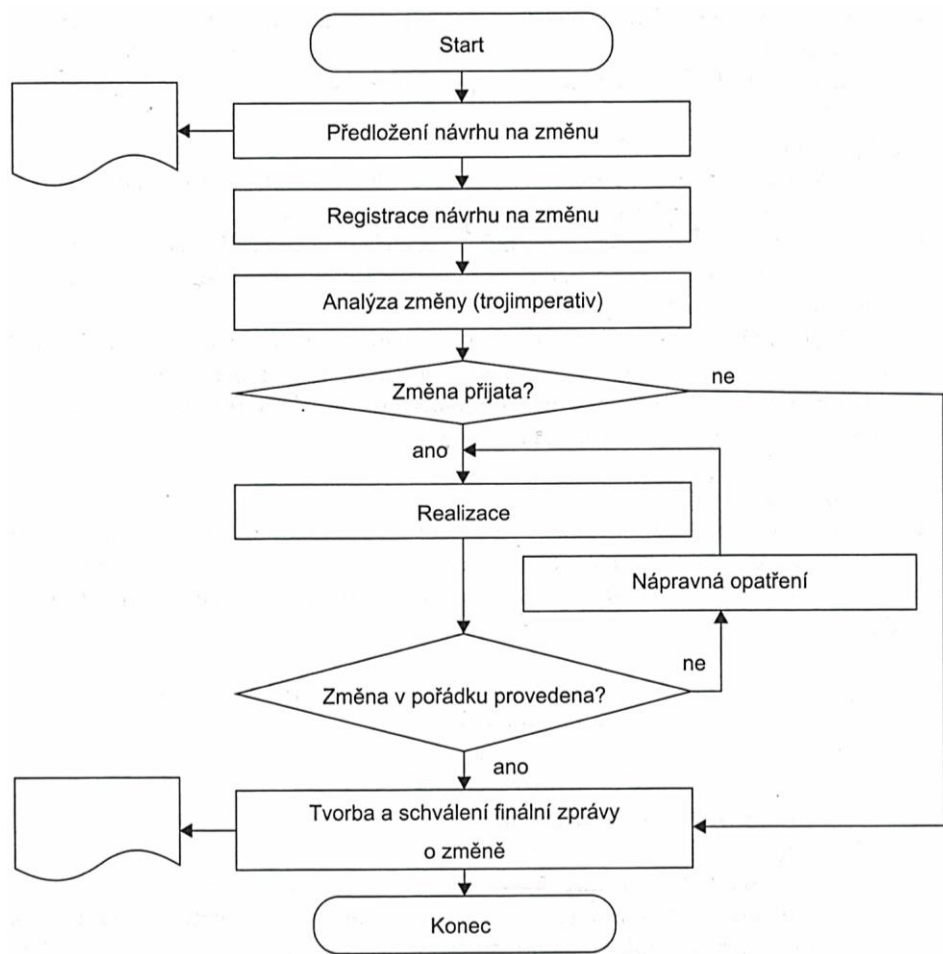 Start
Předložení návrhu na změnu
Registrace návrhu na změnu
Analýza změny (trojimperativ)
Změna přijata?
ne
ano
Realizace
Nápravná opatření
ne
Změna v pořádku provedena?
ano
Tvorba a schválení finální zprávy
o změně
Konec